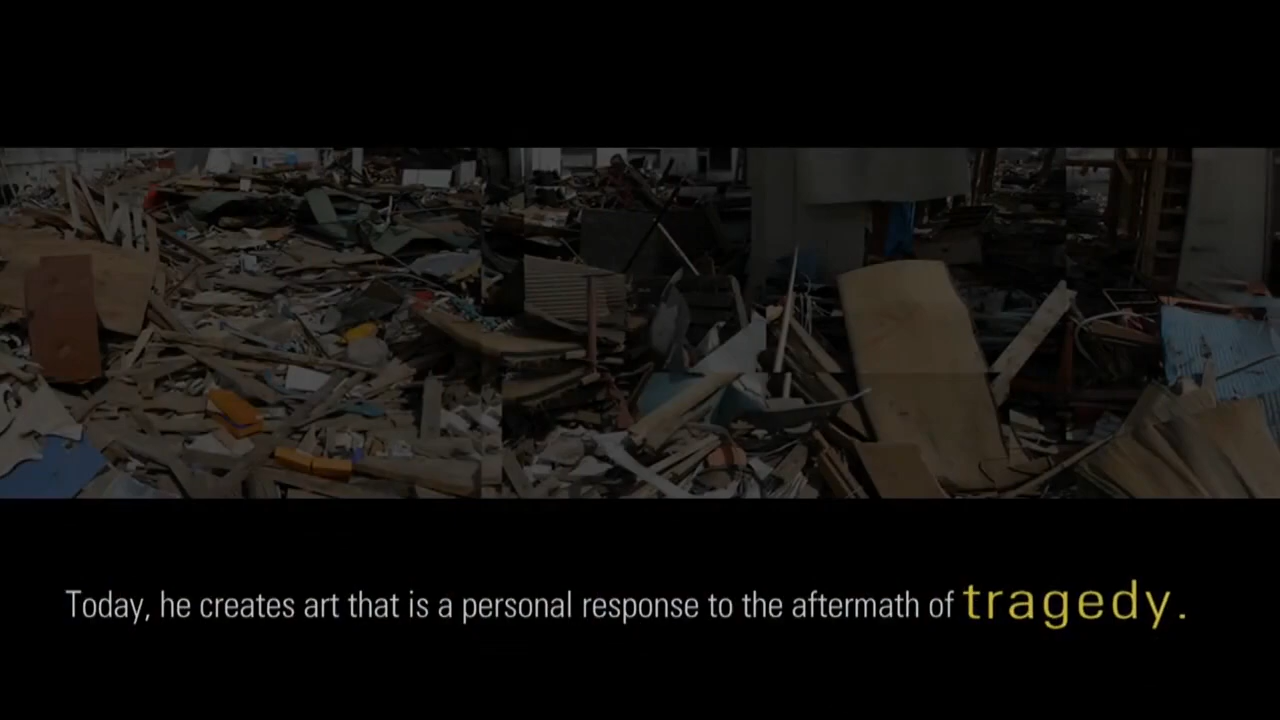 Today, he creates art that is a personal response to the aftermath of tragedy.